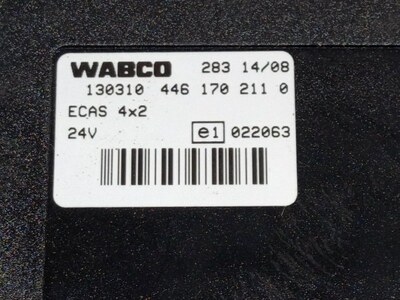 WABCO 283 14/08
130310 446 170 211 0
ECAS 4x2
24V e1 022063